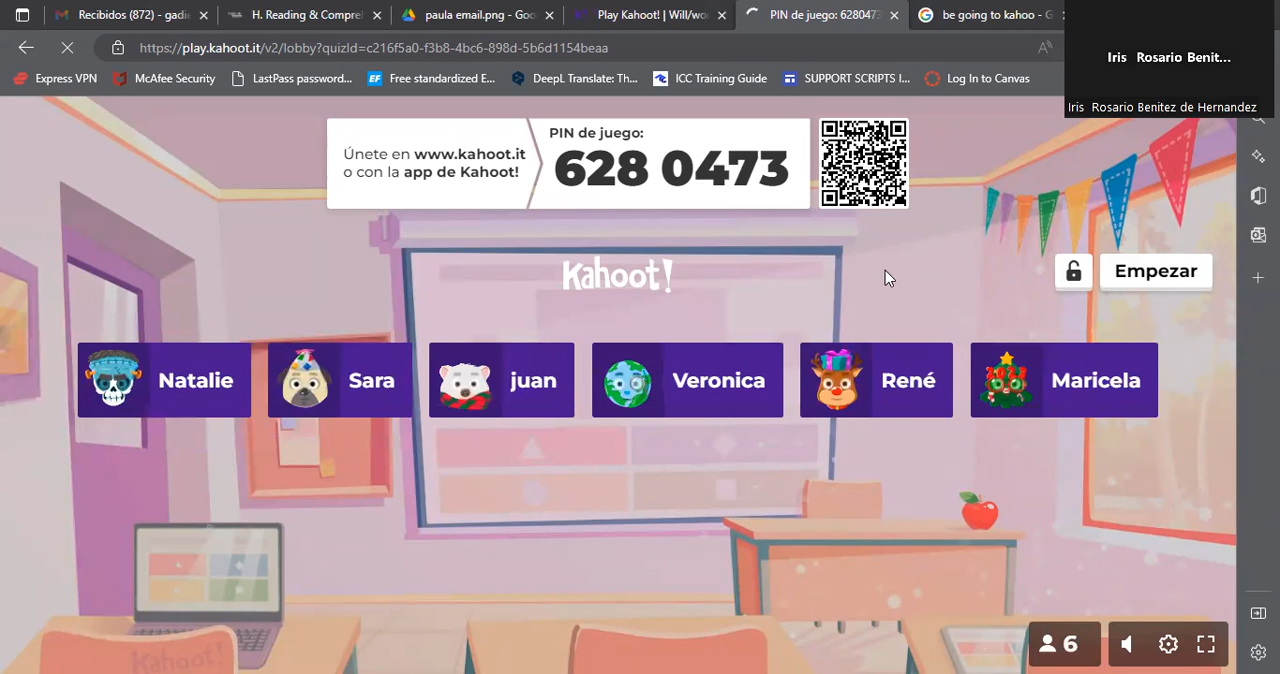 Recibidos (872) - gadi
H. Reading & Compre
paula email.png - Goo
Play Kahoot! | Will/wo
PIN de juego: 6280473
be going to kahoo - G
https://play.kahoot.it/v2/lobby?quizId=c216f5a0-f3b8-4bc6-898d-5b6d1154beaa
Express VPN
McAfee Security
LastPass password...
EF
Free standardized E...
DeepL Translate: Th...
ICC Training Guide
SUPPORT SCRIPTS I...
Log In to Canvas
Iris Rosario Benit...
Iris Rosario Benitez de Hernandez
Únete en www.kahoot.it
o con la app de Kahoot!
PIN de juego:
628 0473
Kahoot!
Empezar
Natalie
Sara
juan
Veronica
René
Maricela
Kahoot!
6